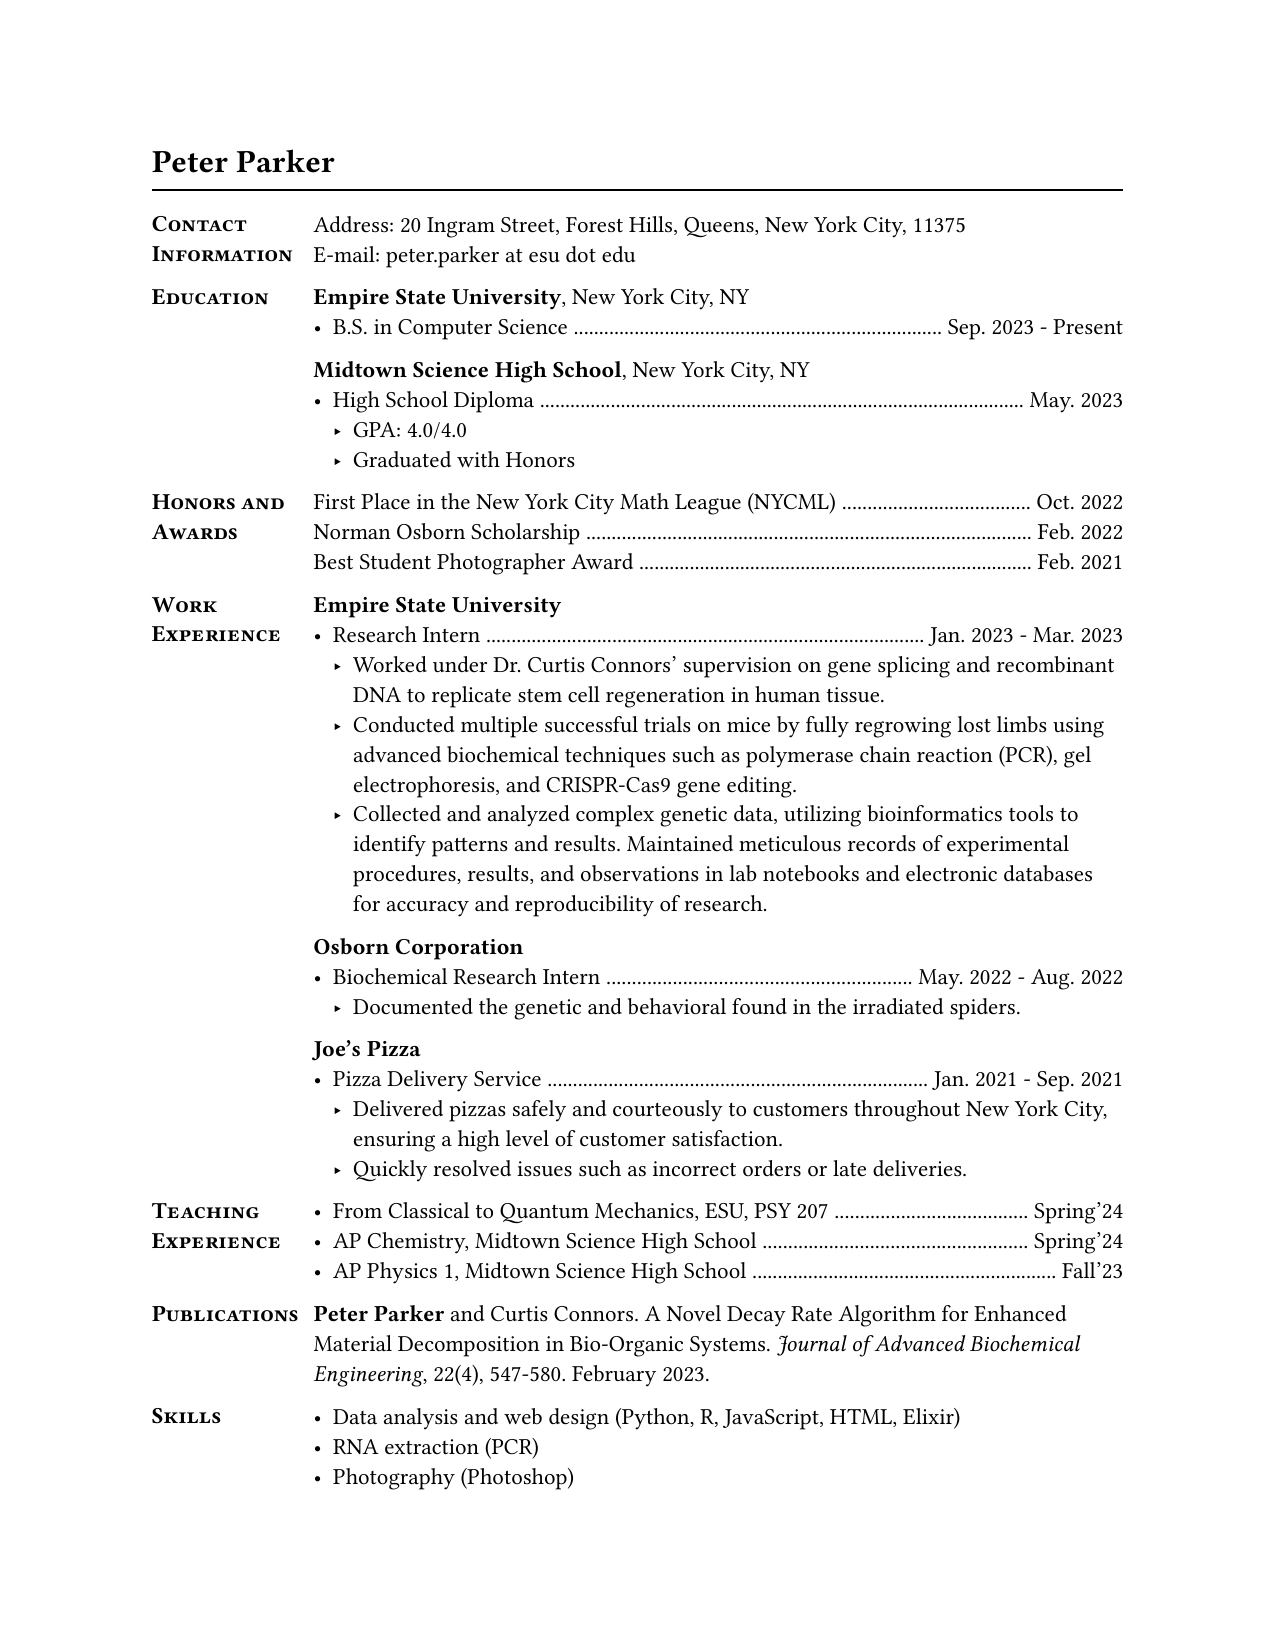 Peter Parker
Contact Information
Address: 20 Ingram Street, Forest Hills, Queens, New York City, 11375
E-mail: peter.parker at esu dot edu
Education
Empire State University, New York City, NY
• B.S. in Computer Science ........ Sep. 2023 - Present
Midtown Science High School, New York City, NY
• High School Diploma ........ May. 2023
‣ GPA: 4.0/4.0
‣ Graduated with Honors
Honors and Awards
First Place in the New York City Math League (NYCML) ........ Oct. 2022
Norman Osborn Scholarship ........ Feb. 2022
Best Student Photographer Award ........ Feb. 2021
Work Experience
Empire State University
• Research Intern ........ Jan. 2023 - Mar. 2023
‣ Worked under Dr. Curtis Connors’ supervision on gene splicing and recombinant
DNA to replicate stem cell regeneration in human tissue.
‣ Conducted multiple successful trials on mice by fully regrowing lost limbs using
advanced biochemical techniques such as polymerase chain reaction (PCR), gel
electrophoresis, and CRISPR-Cas9 gene editing.
‣ Collected and analyzed complex genetic data, utilizing bioinformatics tools to
identify patterns and results. Maintained meticulous records of experimental
procedures, results, and observations in lab notebooks and electronic databases
for accuracy and reproducibility of research.
Osborn Corporation
• Biochemical Research Intern ........ May. 2022 - Aug. 2022
‣ Documented the genetic and behavioral found in the irradiated spiders.
Joe’s Pizza
• Pizza Delivery Service ........ Jan. 2021 - Sep. 2021
‣ Delivered pizzas safely and courteously to customers throughout New York City,
ensuring a high level of customer satisfaction.
‣ Quickly resolved issues such as incorrect orders or late deliveries.
Teaching Experience
• From Classical to Quantum Mechanics, ESU, PSY 207 ........ Spring’24
• AP Chemistry, Midtown Science High School ........ Spring’24
• AP Physics 1, Midtown Science High School ........ Fall’23
Publications
Peter Parker and Curtis Connors. A Novel Decay Rate Algorithm for Enhanced
Material Decomposition in Bio-Organic Systems. Journal of Advanced Biochemical
Engineering, 22(4), 547-580. February 2023.
Skills
• Data analysis and web design (Python, R, JavaScript, HTML, Elixir)
• RNA extraction (PCR)
• Photography (Photoshop)